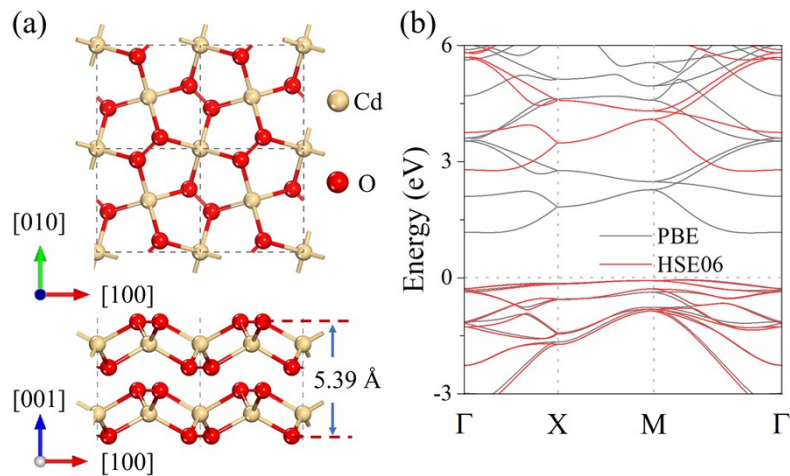 (a)
Cd
O
[010]
[100]
[001]
5.39 Å
[100]
(b)
Energy (eV)
6
3
0
-3
PBE
HSE06
Γ X M Γ